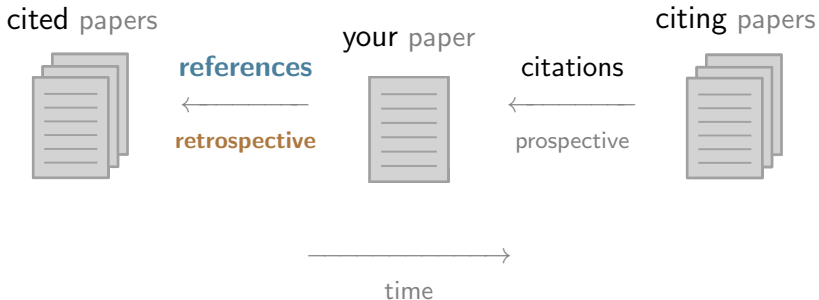 cited papers
your paper
citing papers
references
citations
retrospective
prospective
time